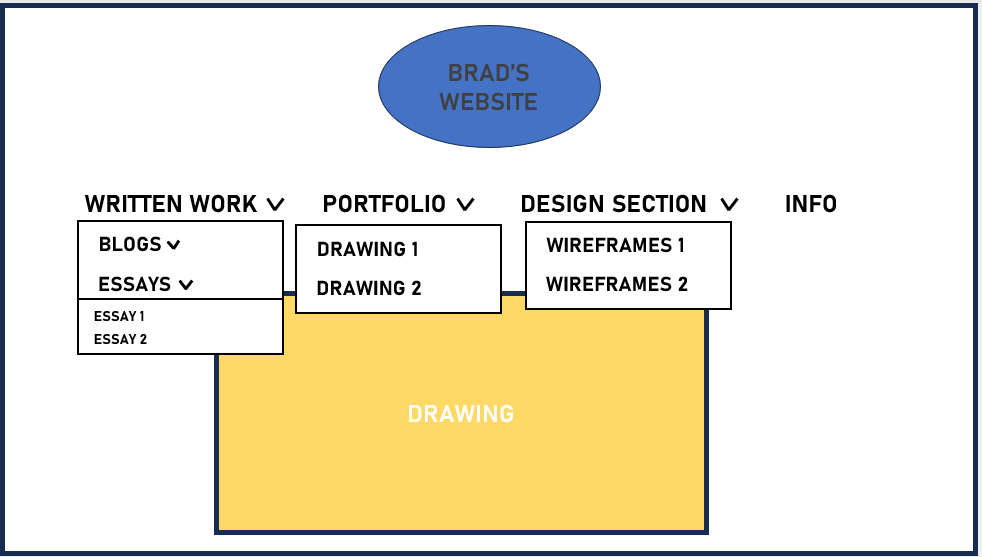 BRAD'S
WEBSITE
WRITTEN WORK
PORTFOLIO
DESIGN SECTION
INFO
BLOGS
ESSAYS
ESSAY 1
ESSAY 2
DRAWING 1
DRAWING 2
WIREFRAMES 1
WIREFRAMES 2
DRAWING